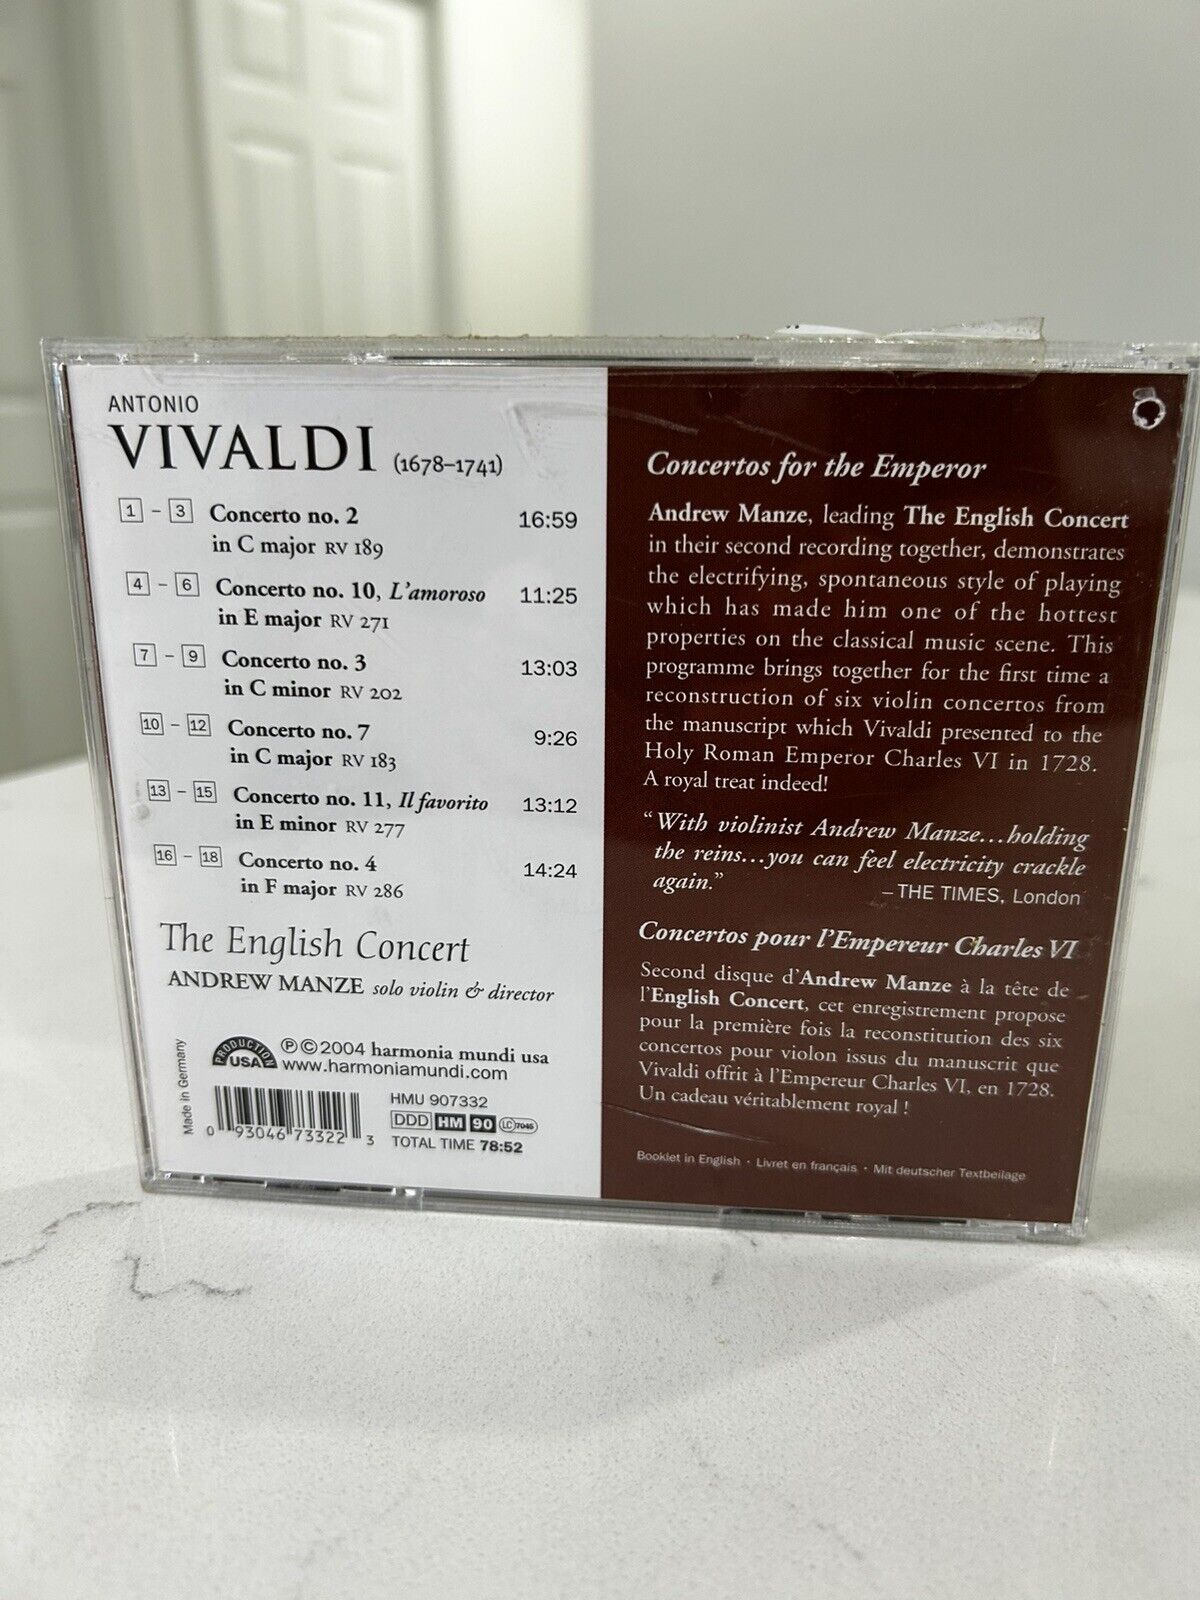 ANTONIO
VIVALDI (1678–1741)
1 – 3 Concerto no. 2 16:59
in C major RV 189
4 – 6 Concerto no. 10, L'amoroso 11:25
in E major RV 271
7 – 9 Concerto no. 3 13:03
in C minor RV 202
10 – 12 Concerto no. 7 9:26
in C major RV 183
13 – 15 Concerto no. 11, Il favorito 13:12
in E minor RV 277
16 – 18 Concerto no. 4 14:24
in F major RV 286
The English Concert
ANDREW MANZE solo violin & director
Made in Germany
PRODUCTION
USA
℗©2004 harmonia mundi usa
www.harmoniamundi.com
0 93046 73322 3
HMU 907332
DDD HM 90 LC 7045
TOTAL TIME 78:52
Concertos for the Emperor
Andrew Manze, leading The English Concert
in their second recording together, demonstrates
the electrifying, spontaneous style of playing
which has made him one of the hottest
properties on the classical music scene. This
programme brings together for the first time a
reconstruction of six violin concertos from
the manuscript which Vivaldi presented to the
Holy Roman Emperor Charles VI in 1728.
A royal treat indeed!
“With violinist Andrew Manze...holding
the reins...you can feel electricity crackle
again.”
– THE TIMES, London
Concertos pour l'Empereur Charles VI
Second disque d'Andrew Manze à la tête de
l'English Concert, cet enregistrement propose
pour la première fois la reconstitution des six
concertos pour violon issus du manuscrit que
Vivaldi offrit à l'Empereur Charles VI, en 1728.
Un cadeau véritablement royal !
Booklet in English · Livret en français · Mit deutscher Textbeilage